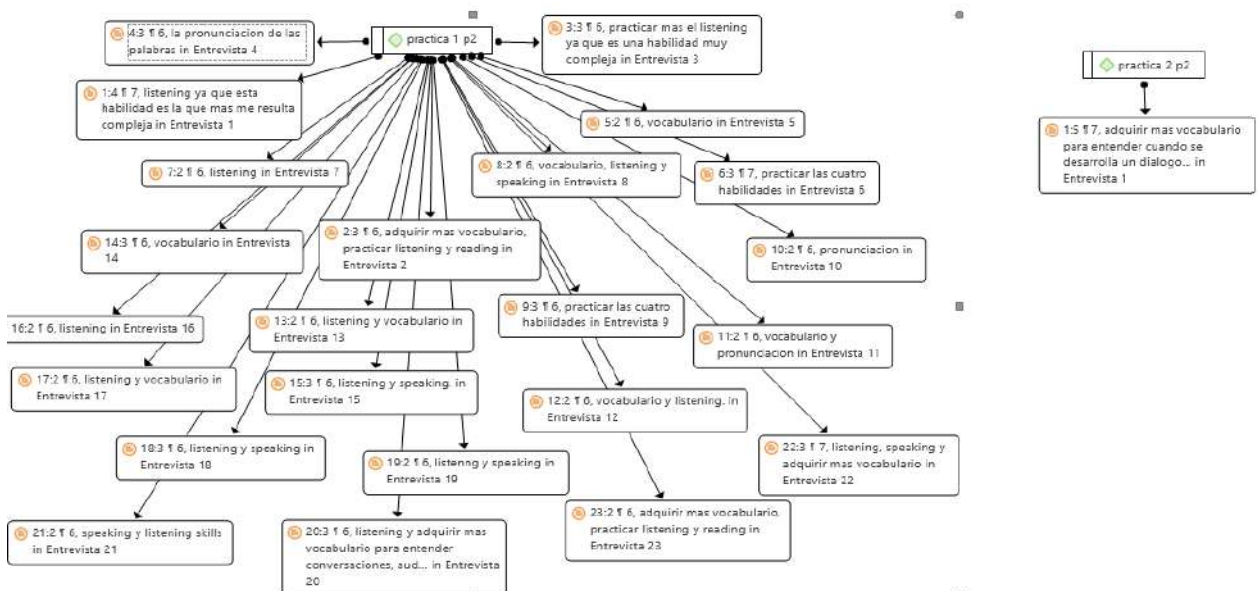 4:3 ¶ 6, la pronunciacion de las
palabras in Entrevista 4
practica 1 p2
3:3 ¶ 6, practicar mas el listening
ya que es una habilidad muy
compleja in Entrevista 3
practica 2 p2
1:4 ¶ 7, listening ya que esta
habilidad es la que mas me resulta
compleja in Entrevista 1
5:2 ¶ 6, vocabulario in Entrevista 5
1:5 ¶ 7, adquirir mas vocabulario
para entender cuando se
desarrolla un dialogo... in
Entrevista 1
7:2 ¶ 6, listening in Entrevista 7
8:2 ¶ 6, vocabulario, listening y
speaking in Entrevista 8
6:3 ¶ 7, practicar las cuatro
habilidades in Entrevista 6
14:3 ¶ 6, vocabulario in Entrevista
14
2:3 ¶ 6, adquirir mas vocabulario,
practicar listening y reading in
Entrevista 2
10:2 ¶ 6, pronunciacion in
Entrevista 10
16:2 ¶ 6, listening in Entrevista 16
13:2 ¶ 6, listening y vocabulario in
Entrevista 13
9:3 ¶ 6, practicar las cuatro
habilidades in Entrevista 9
11:2 ¶ 6, vocabulario y
pronunciacion in Entrevista 11
17:2 ¶ 6, listening y vocabulario in
Entrevista 17
15:3 ¶ 6, listening y speaking. in
Entrevista 15
12:2 ¶ 6, vocabulario y listening. in
Entrevista 12
18:3 ¶ 6, listening y speaking in
Entrevista 18
19:2 ¶ 6, listenng y speaking in
Entrevista 19
22:3 ¶ 7, listening, speaking y
adquirir mas vocabulario in
Entrevista 22
21:2 ¶ 6, speaking y listening skills
in Entrevista 21
20:3 ¶ 6, listening y adquirir mas
vocabulario para entender
conversaciones, aud... in Entrevista
20
23:2 ¶ 6, adquirir mas vocabulario,
practicar listening y reading in
Entrevista 23